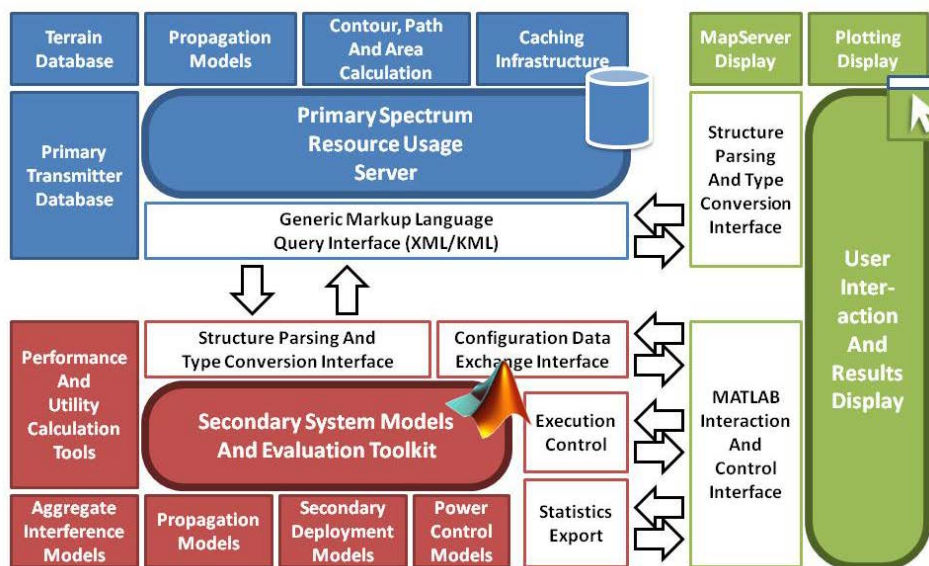 Terrain
Database
Propagation
Models
Contour, Path
And Area
Calculation
Caching
Infrastructure
MapServer
Display
Plotting
Display
Primary
Transmitter
Database
Primary Spectrum
Resource Usage
Server
Generic Markup Language
Query Interface (XML/KML)
Structure
Parsing
And Type
Conversion
Interface
User
Inter-
action
And
Results
Display
Performance
And
Utility
Calculation
Tools
Structure Parsing And
Type Conversion Interface
Configuration Data
Exchange Interface
Secondary System Models
And Evaluation Toolkit
Execution
Control
MATLAB
Interaction
And
Control
Interface
Aggregate
Interference
Models
Propagation
Models
Secondary
Deployment
Models
Power
Control
Models
Statistics
Export